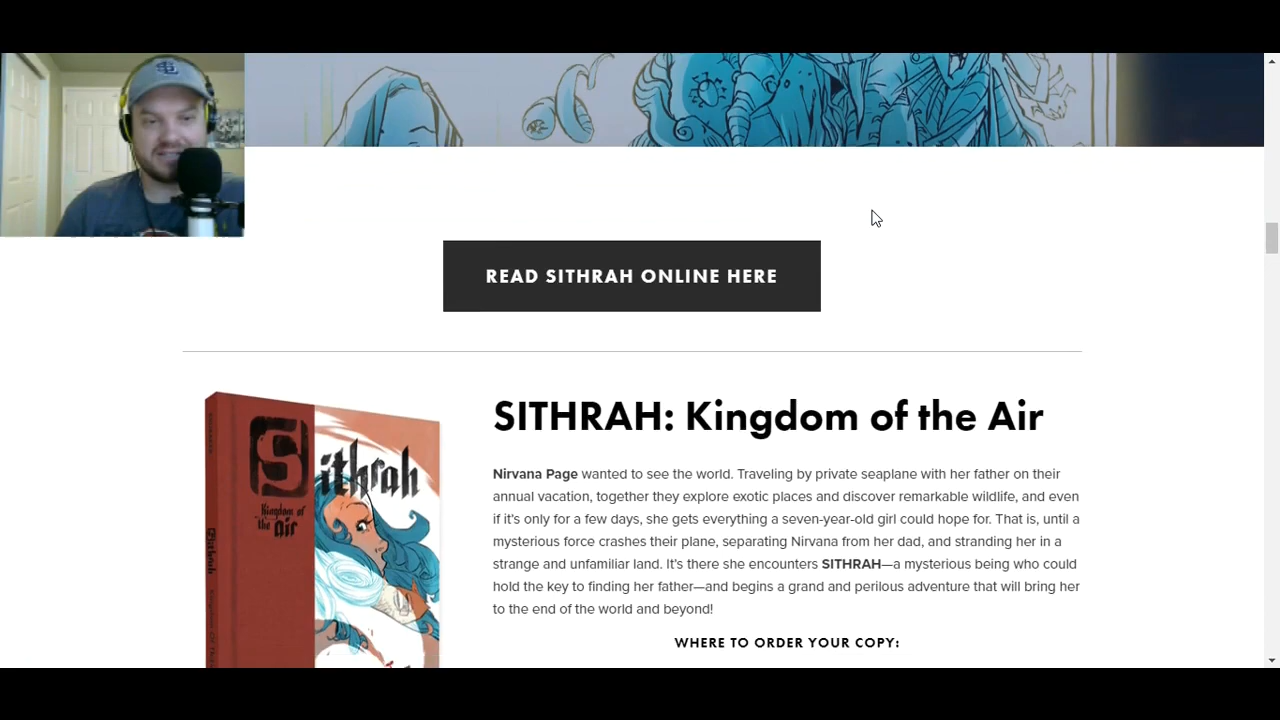 READ SITHRAH ONLINE HERE
SITHRAH: Kingdom of the Air
Sithrah
Kingdom of
the air
Nirvana Page wanted to see the world. Traveling by private seaplane with her father on their
annual vacation, together they explore exotic places and discover remarkable wildlife, and even
if it’s only for a few days, she gets everything a seven-year-old girl could hope for. That is, until a
mysterious force crashes their plane, separating Nirvana from her dad, and stranding her in a
strange and unfamiliar land. It’s there she encounters SITHRAH—a mysterious being who could
hold the key to finding her father—and begins a grand and perilous adventure that will bring her
to the end of the world and beyond!
WHERE TO ORDER YOUR COPY: